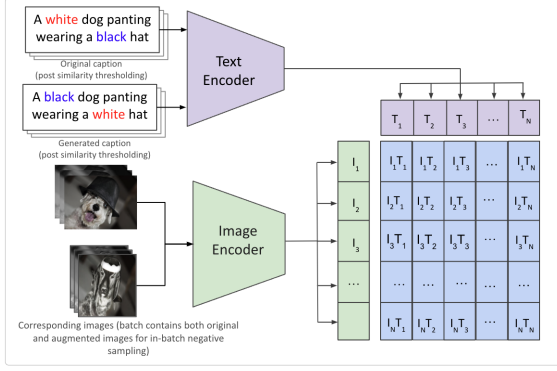 A white dog panting
wearing a black hat
Original caption
(post similarity thresholding)
A black dog panting
wearing a white hat
Generated caption
(post similarity thresholding)
Text
Encoder
T1 T2 T3 ... TN
I1 I1T1 I1T2 I1T3 ... I1TN
I2 I2T1 I2T2 I2T3 ... I2TN
I3 I3T1 I3T2 I3T3 ... I3TN
... ... ... ... ... ...
INT1 INT2 INT3 ... INTN
Image
Encoder
Corresponding images (batch contains both original
and augmented images for in-batch negative
sampling)